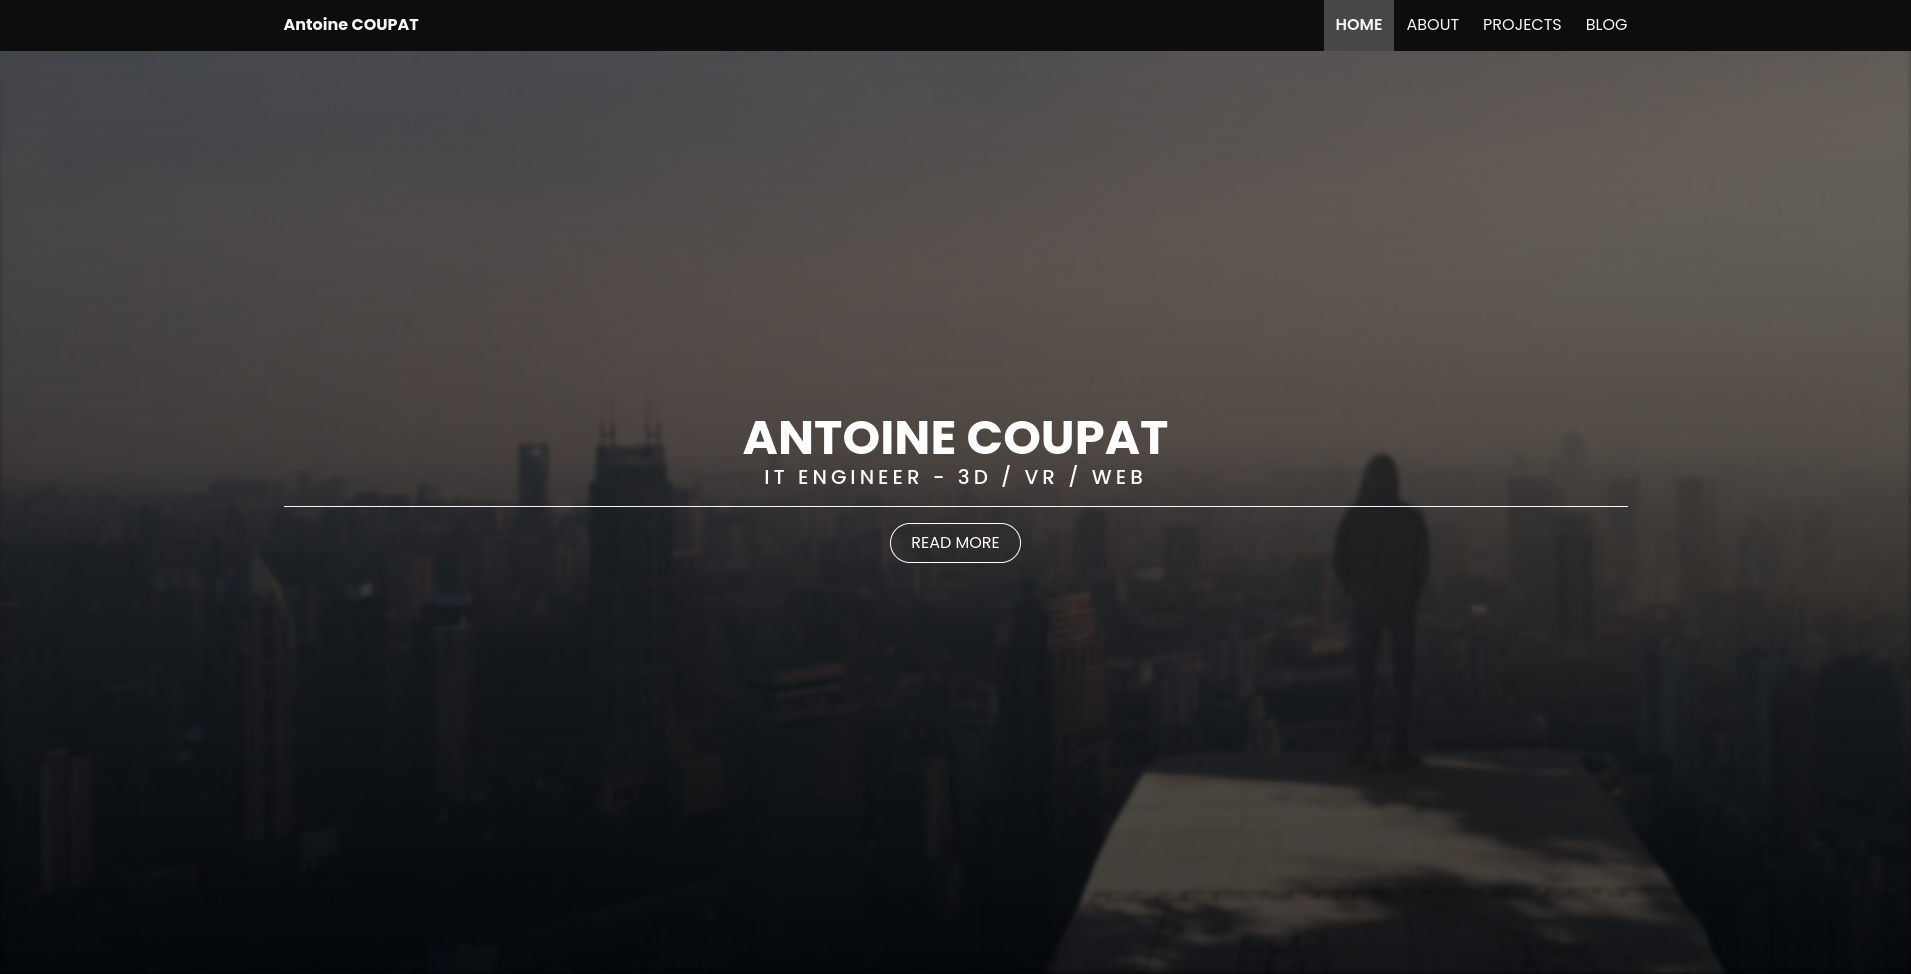 Antoine COUPAT
HOME ABOUT PROJECTS BLOG
ANTOINE COUPAT
IT ENGINEER - 3D / VR / WEB
READ MORE